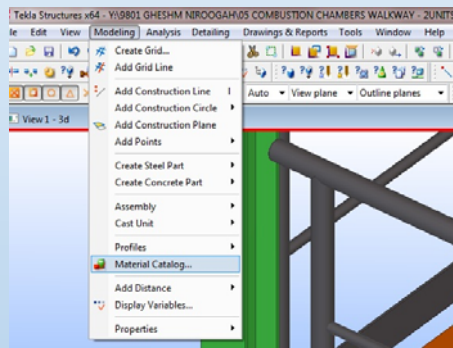 Tekla Structures x64 - Y:\9801 GHESHM NIROOGAH\05 COMBUSTION CHAMBERS WALKWAY - 2UNITS
Edit View Modeling Analysis Detailing Drawings & Reports Tools Window Help
Create Grid...
Add Grid Line
Add Construction Line I
Auto View plane Outline planes
Add Construction Circle
View 1 - 3d
Add Construction Plane
Add Points
Create Steel Part
Create Concrete Part
Assembly
Cast Unit
Profiles
Material Catalog...
Add Distance
Display Variables...
Properties